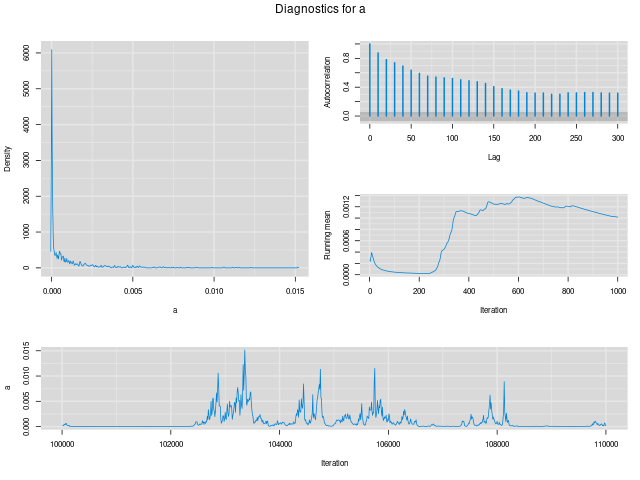 Diagnostics for a
Density
6000
5000
4000
3000
2000
1000
0
0.000 0.005 0.010 0.015
a
Autocorrelation
0.8
0.4
0.0
0 50 100 150 200 250 300
Lag
Running mean
0.0012
0.0006
0.0000
0 200 400 600 800 1000
Iteration
a
0.015
0.010
0.005
0.000
100000 102000 104000 106000 108000 110000
Iteration